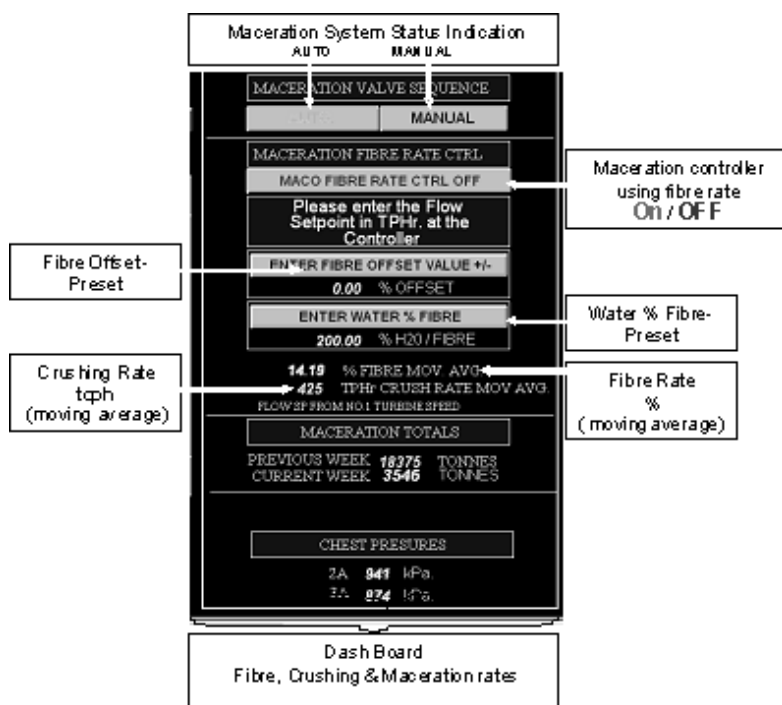 Maceration System Status Indication
AUTO MANUAL
MACERATION VALVE SEQUENCE
MANUAL
MACERATION FIBRE RATE CTRL
MACO FIBRE RATE CTRL OFF
Please enter the Flow
Setpoint in TPHr. at the
Controller
ENTER FIBRE OFFSET VALUE +/-
0.00 % OFFSET
ENTER WATER % FIBRE
200.00 % H20 / FIBRE
14.19 % FIBRE MOV. AVG
425 TPHr CRUSH RATE MOV AVG.
FLOW SP FROM NO.1 TURBINE SPEED
MACERATION TOTALS
PREVIOUS WEEK 18375 TONNES
CURRENT WEEK 3546 TONNES
CHEST PRESURES
2A 941 kPa.
3A 874 kPa.
Maceration controller
using fibre rate
On / OFF
Fibre Offset-
Preset
Water % Fibre-
Preset
Crushing Rate
tcph
(moving average)
Fibre Rate
%
( moving average)
Dash Board
Fibre, Crushing & Maceration rates